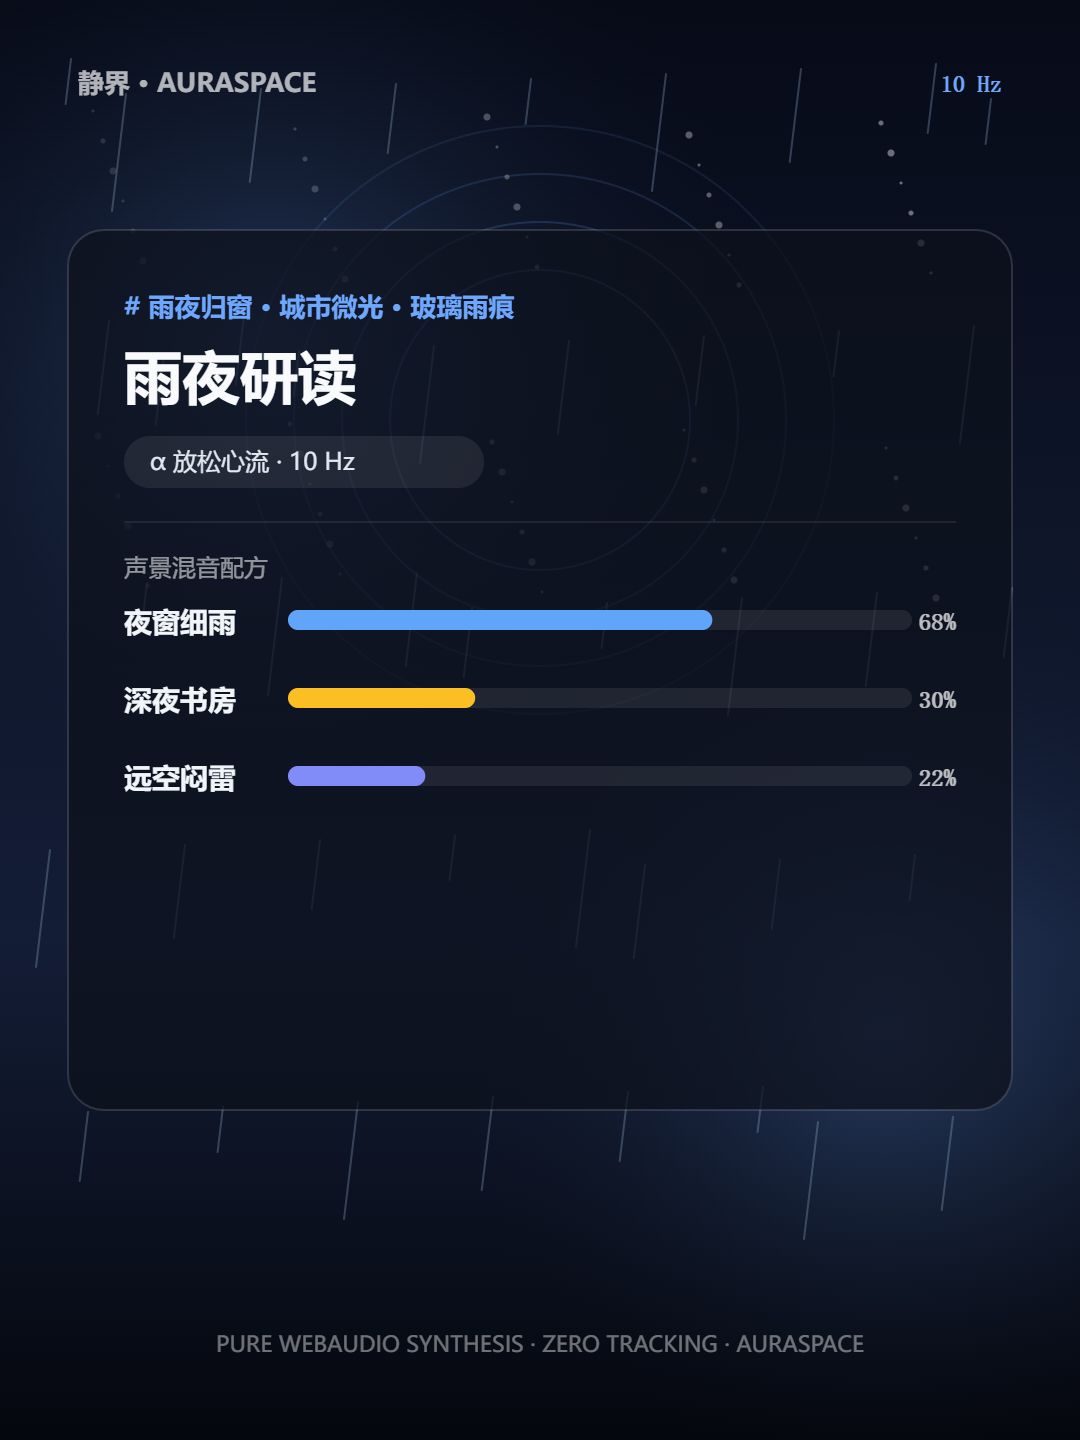 静界 • AURASPACE
10 Hz
# 雨夜归窗 • 城市微光 • 玻璃雨痕
雨夜研读
α 放松心流 · 10 Hz
声景混音配方
夜窗细雨 68%
深夜书房 30%
远空闷雷 22%
PURE WEBAUDIO SYNTHESIS · ZERO TRACKING · AURASPACE